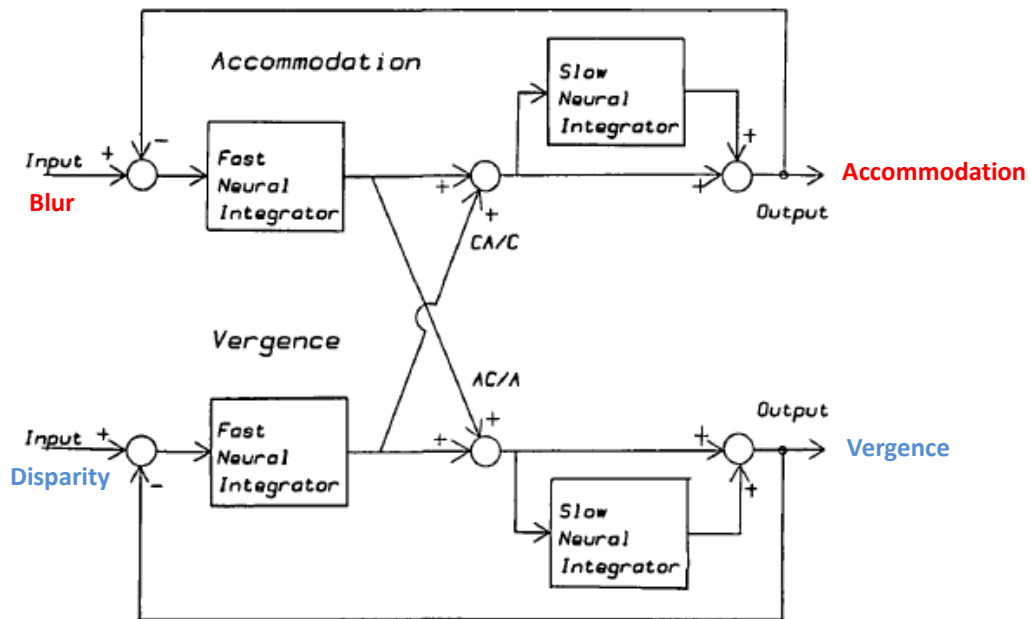 Accommodation
Slow
Neural
Integrator
Input
+
-
Fast
Neural
Integrator
+
+
+
+
Accommodation
Blur
Output
CA/C
Vergence
AC/A
Output
Input
+
-
Fast
Neural
Integrator
+
+
+
+
Vergence
Disparity
Slow
Neural
Integrator